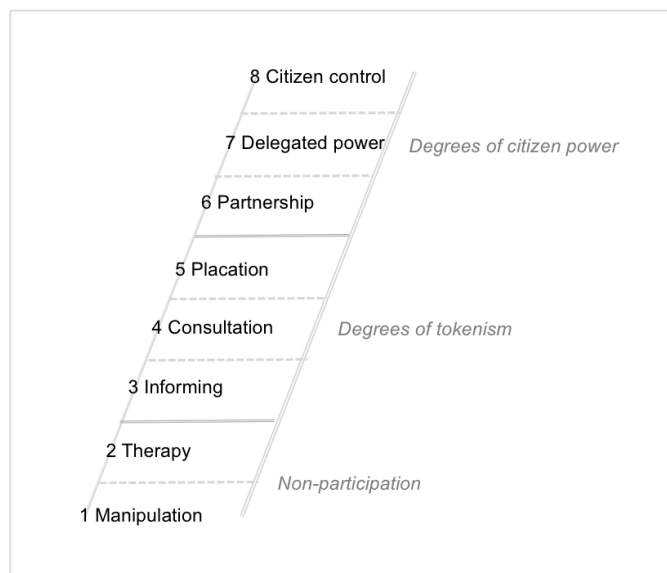 8 Citizen control
7 Delegated power
Degrees of citizen power
6 Partnership
5 Placation
4 Consultation
Degrees of tokenism
3 Informing
2 Therapy
Non-participation
1 Manipulation